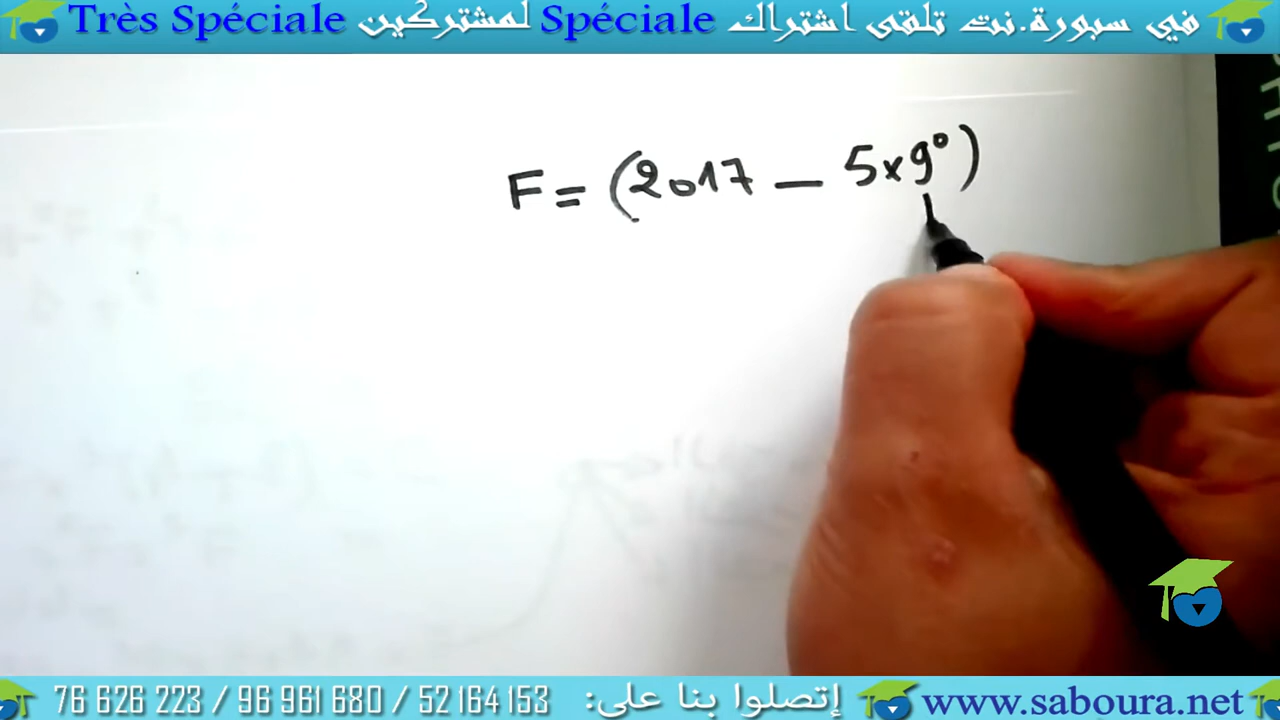 في سبورة.نت تلقى اشتراك Spéciale لمشتركين Très Spéciale
F = (2017 — 5×9⁰)
76 626 223 / 96 961 680 / 52 164 153 إتصلوا بنا على: www.saboura.net